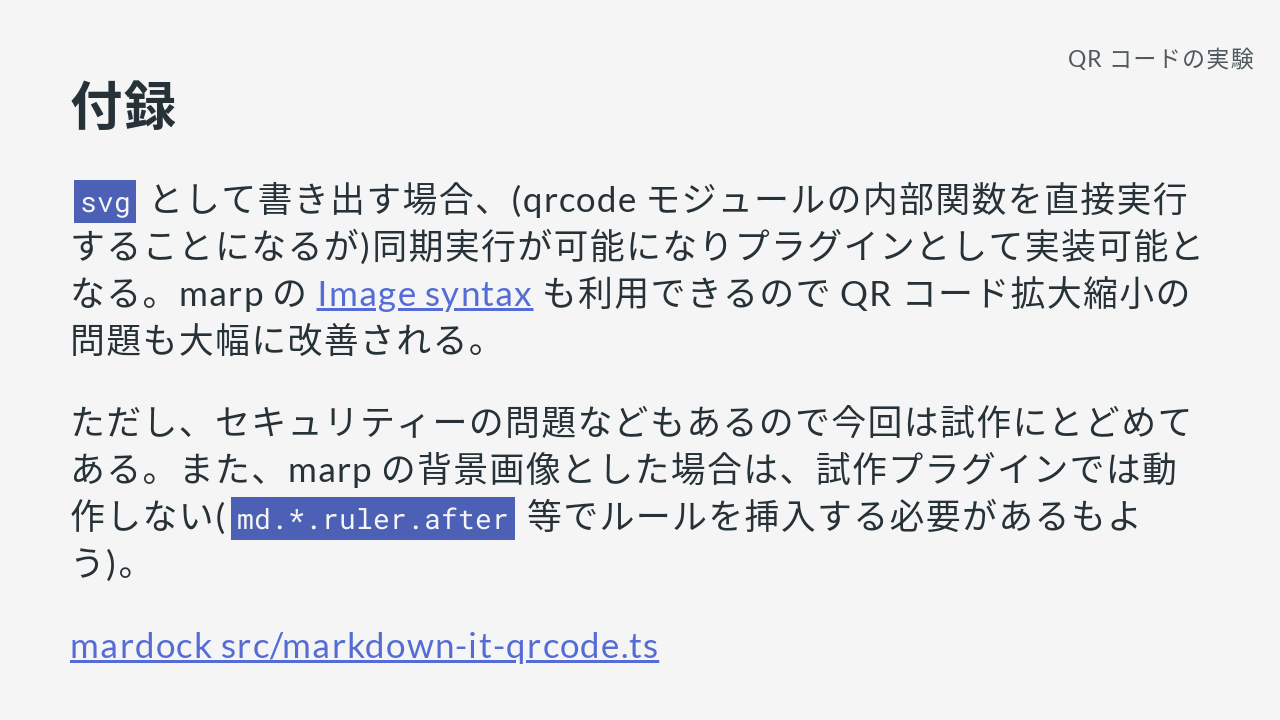 QR コードの実験
付録
svg として書き出す場合、(qrcode モジュールの内部関数を直接実行
することになるが)同期実行が可能になりプラグインとして実装可能と
なる。marp の Image syntax も利用できるので QR コード拡大縮小の
問題も大幅に改善される。
ただし、セキュリティーの問題などもあるので今回は試作にとどめて
ある。また、marp の背景画像とした場合は、試作プラグインでは動
作しない( md.*.ruler.after 等でルールを挿入する必要があるもよ
う)。
mardock src/markdown-it-qrcode.ts